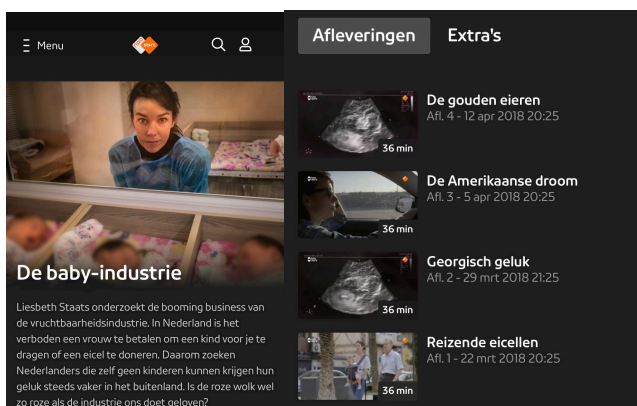 Menu
start
De baby-industrie
Liesbeth Staats onderzoekt de booming business van
de vruchtbaarheidsindustrie. In Nederland is het
verboden een vrouw te betalen om een kind voor je te
dragen of een eicel te doneren. Daarom zoeken
Nederlanders die zelf geen kinderen kunnen krijgen hun
geluk steeds vaker in het buitenland. Is de roze wolk wel
zo roze als de industrie ons doet geloven?
Afleveringen
Extra's
De gouden eieren
Afl. 4 - 12 apr 2018 20:25
36 min
De Amerikaanse droom
Afl. 3 - 5 apr 2018 20:25
36 min
Georgisch geluk
Afl. 2 - 29 mrt 2018 21:25
36 min
Reizende eicellen
Afl. 1 - 22 mrt 2018 20:25
36 min